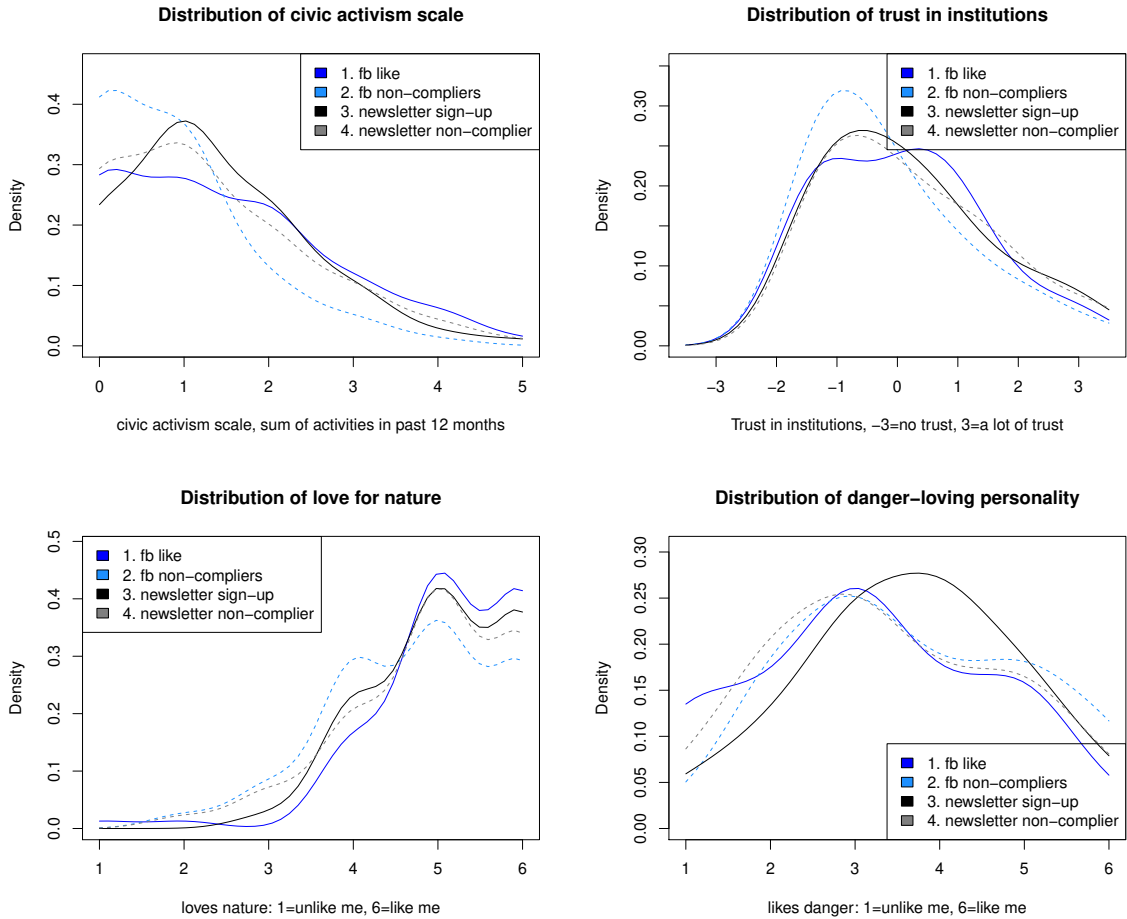 Distribution of civic activism scale
Density
0.0 0.1 0.2 0.3 0.4
1. fb like
2. fb non−compliers
3. newsletter sign−up
4. newsletter non−complier
0 1 2 3 4 5
civic activism scale, sum of activities in past 12 months
Distribution of trust in institutions
Density
0.00 0.10 0.20 0.30
1. fb like
2. fb non−compliers
3. newsletter sign−up
4. newsletter non−complier
−3 −2 −1 0 1 2 3
Trust in institutions, −3=no trust, 3=a lot of trust
Distribution of love for nature
Density
0.0 0.1 0.2 0.3 0.4 0.5
1. fb like
2. fb non−compliers
3. newsletter sign−up
4. newsletter non−complier
1 2 3 4 5 6
loves nature: 1=unlike me, 6=like me
Distribution of danger−loving personality
Density
0.00 0.05 0.10 0.15 0.20 0.25 0.30
1. fb like
2. fb non−compliers
3. newsletter sign−up
4. newsletter non−complier
1 2 3 4 5 6
likes danger: 1=unlike me, 6=like me